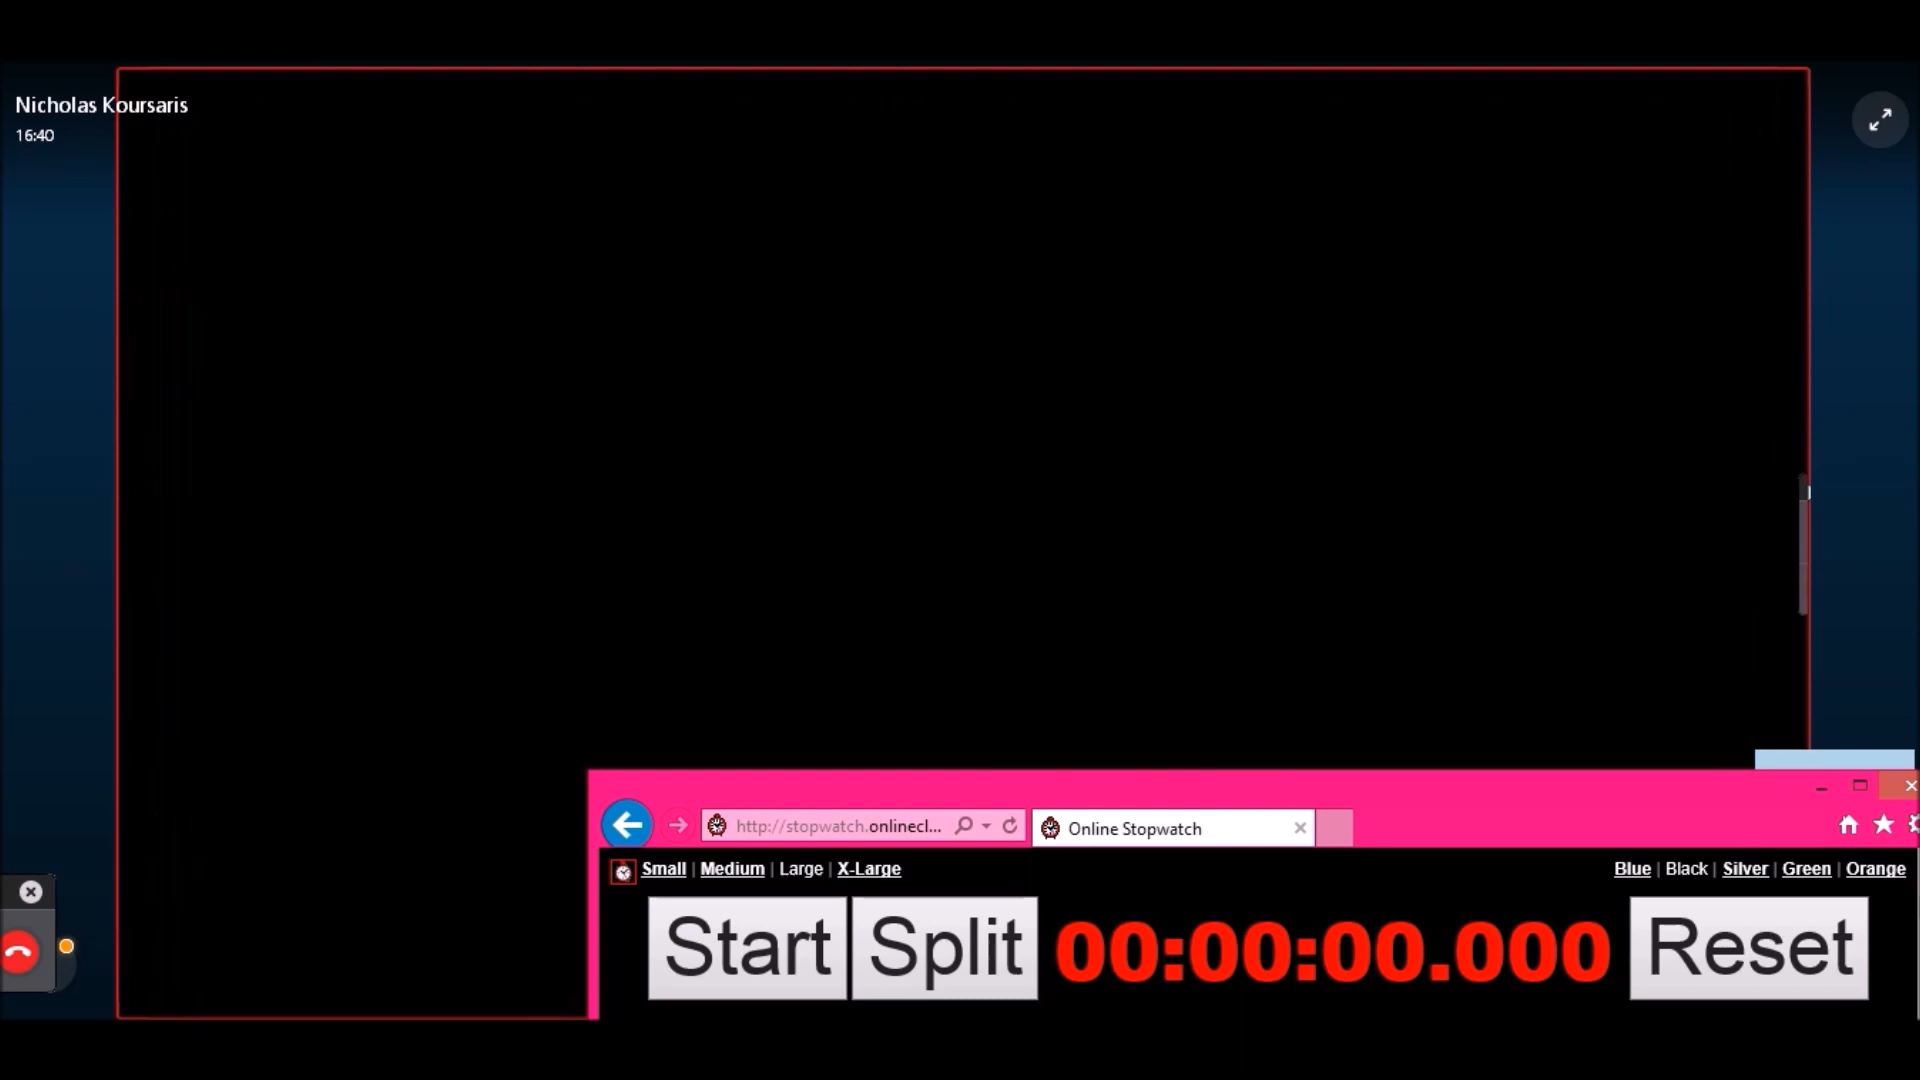 Nicholas Koursaris
16:40
http://stopwatch.onlinecl...
Online Stopwatch
Small | Medium | Large | X-Large
Blue | Black | Silver | Green | Orange
Start Split 00:00:00.000 Reset